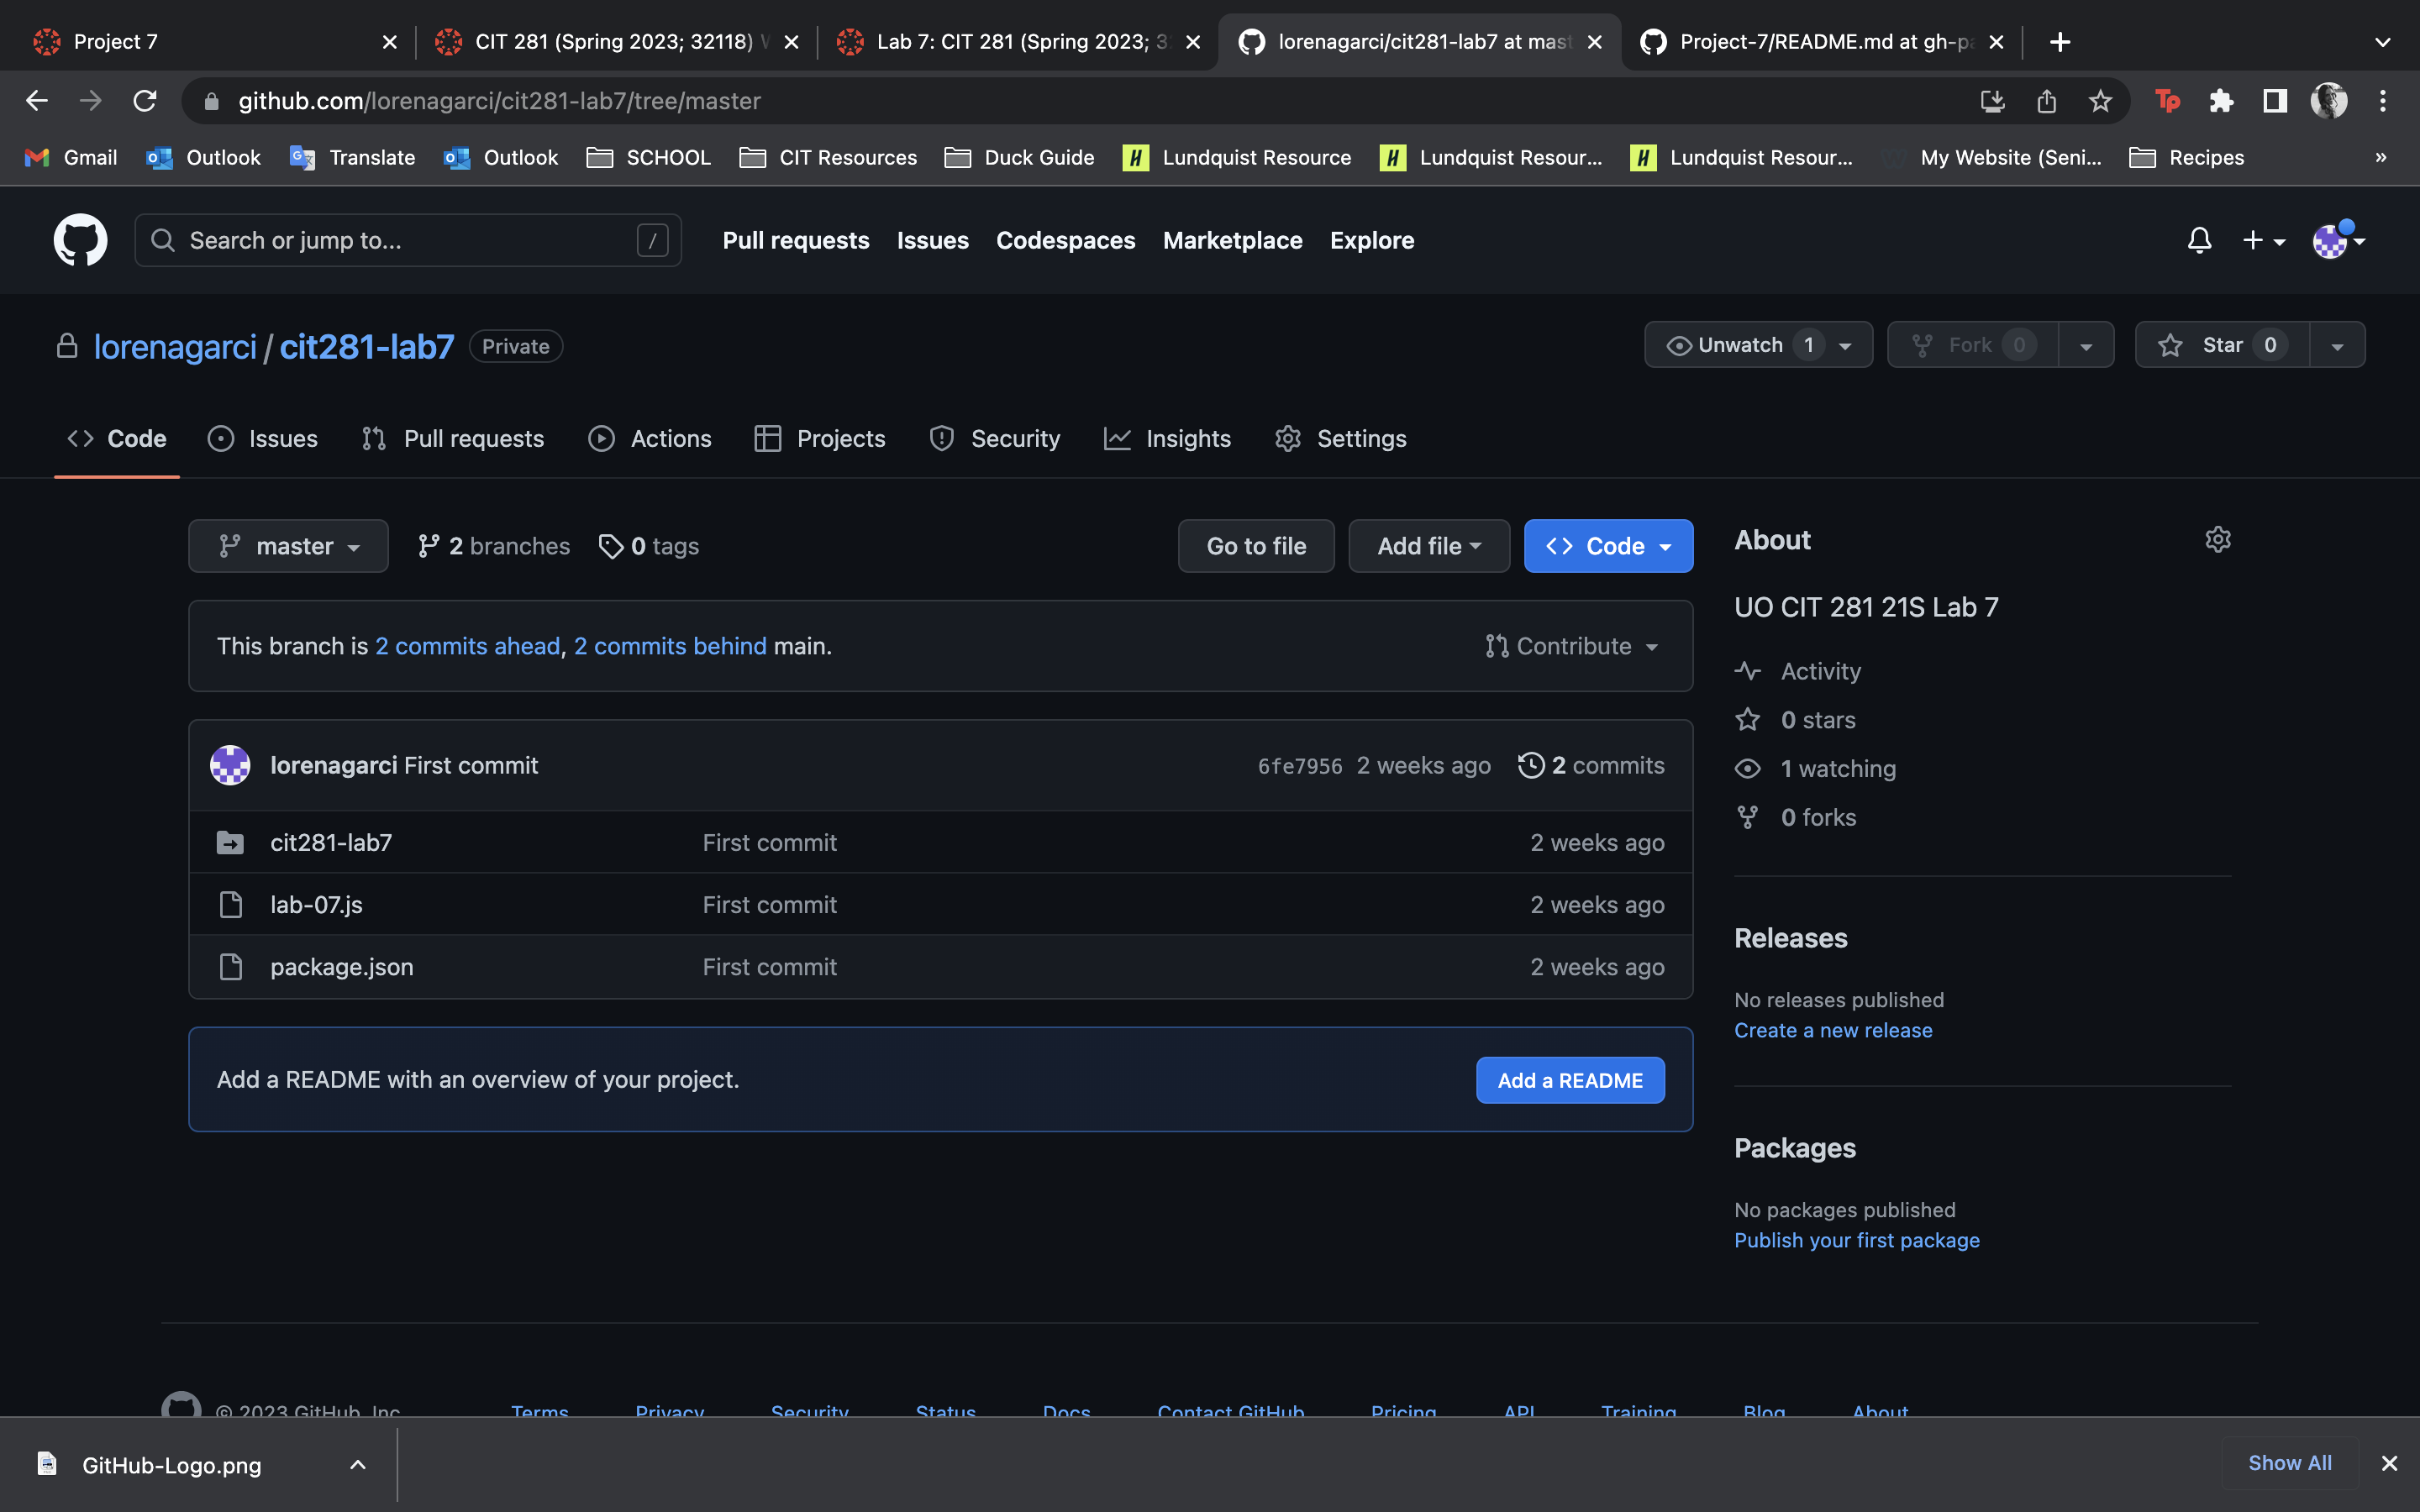 Project 7
CIT 281 (Spring 2023; 32118)
Lab 7: CIT 281 (Spring 2023; 3
lorenagarci/cit281-lab7 at mast
Project-7/README.md at gh-pa
github.com/lorenagarci/cit281-lab7/tree/master
Tp
Gmail
Outlook
Translate
Outlook
SCHOOL
CIT Resources
Duck Guide
Lundquist Resource
Lundquist Resour...
Lundquist Resour...
My Website (Seni...
Recipes
»
Search or jump to...
/
Pull requests
Issues
Codespaces
Marketplace
Explore
lorenagarci / cit281-lab7 Private
Unwatch 1
Fork 0
Star 0
Code
Issues
Pull requests
Actions
Projects
Security
Insights
Settings
master
2 branches
0 tags
Go to file
Add file
Code
This branch is 2 commits ahead, 2 commits behind main.
Contribute
lorenagarci First commit
6fe7956 2 weeks ago
2 commits
cit281-lab7 First commit 2 weeks ago
lab-07.js First commit 2 weeks ago
package.json First commit 2 weeks ago
Add a README with an overview of your project.
Add a README
About
UO CIT 281 21S Lab 7
Activity
0 stars
1 watching
0 forks
Releases
No releases published
Create a new release
Packages
No packages published
Publish your first package
© 2023 GitHub, Inc.
Terms
Privacy
Security
Status
Docs
Contact GitHub
Pricing
API
Training
Blog
About
GitHub-Logo.png
Show All